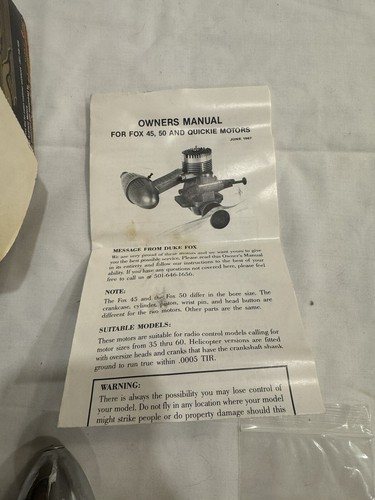 OWNERS MANUAL
FOR FOX 45, 50 AND QUICKIE MOTORS
JUNE 1987
MESSAGE FROM DUKE FOX
We are very proud of these motors and we want yours to give
you the best possible service. Please read this Owner's Manual
in its entirety and follow our instructions to the best of your
ability. If you have any questions not covered here, please feel
free to call us at 501-646-1656.
NOTE:
The Fox 45 and the Fox 50 differ in the bore size. The
crankcase, cylinder, piston, wrist pin, and head button are
different for the two motors. Other parts are the same.
SUITABLE MODELS:
These motors are suitable for radio control models calling for
motor sizes from 35 thru 60. Helicopter versions are fitted
with oversize heads and cranks that have the crankshaft shank
ground to run true within .0005 TIR.
WARNING:
There is always the possibility you may lose control of
your model. Do not fly in any location where your model
might strike people or do property damage should this